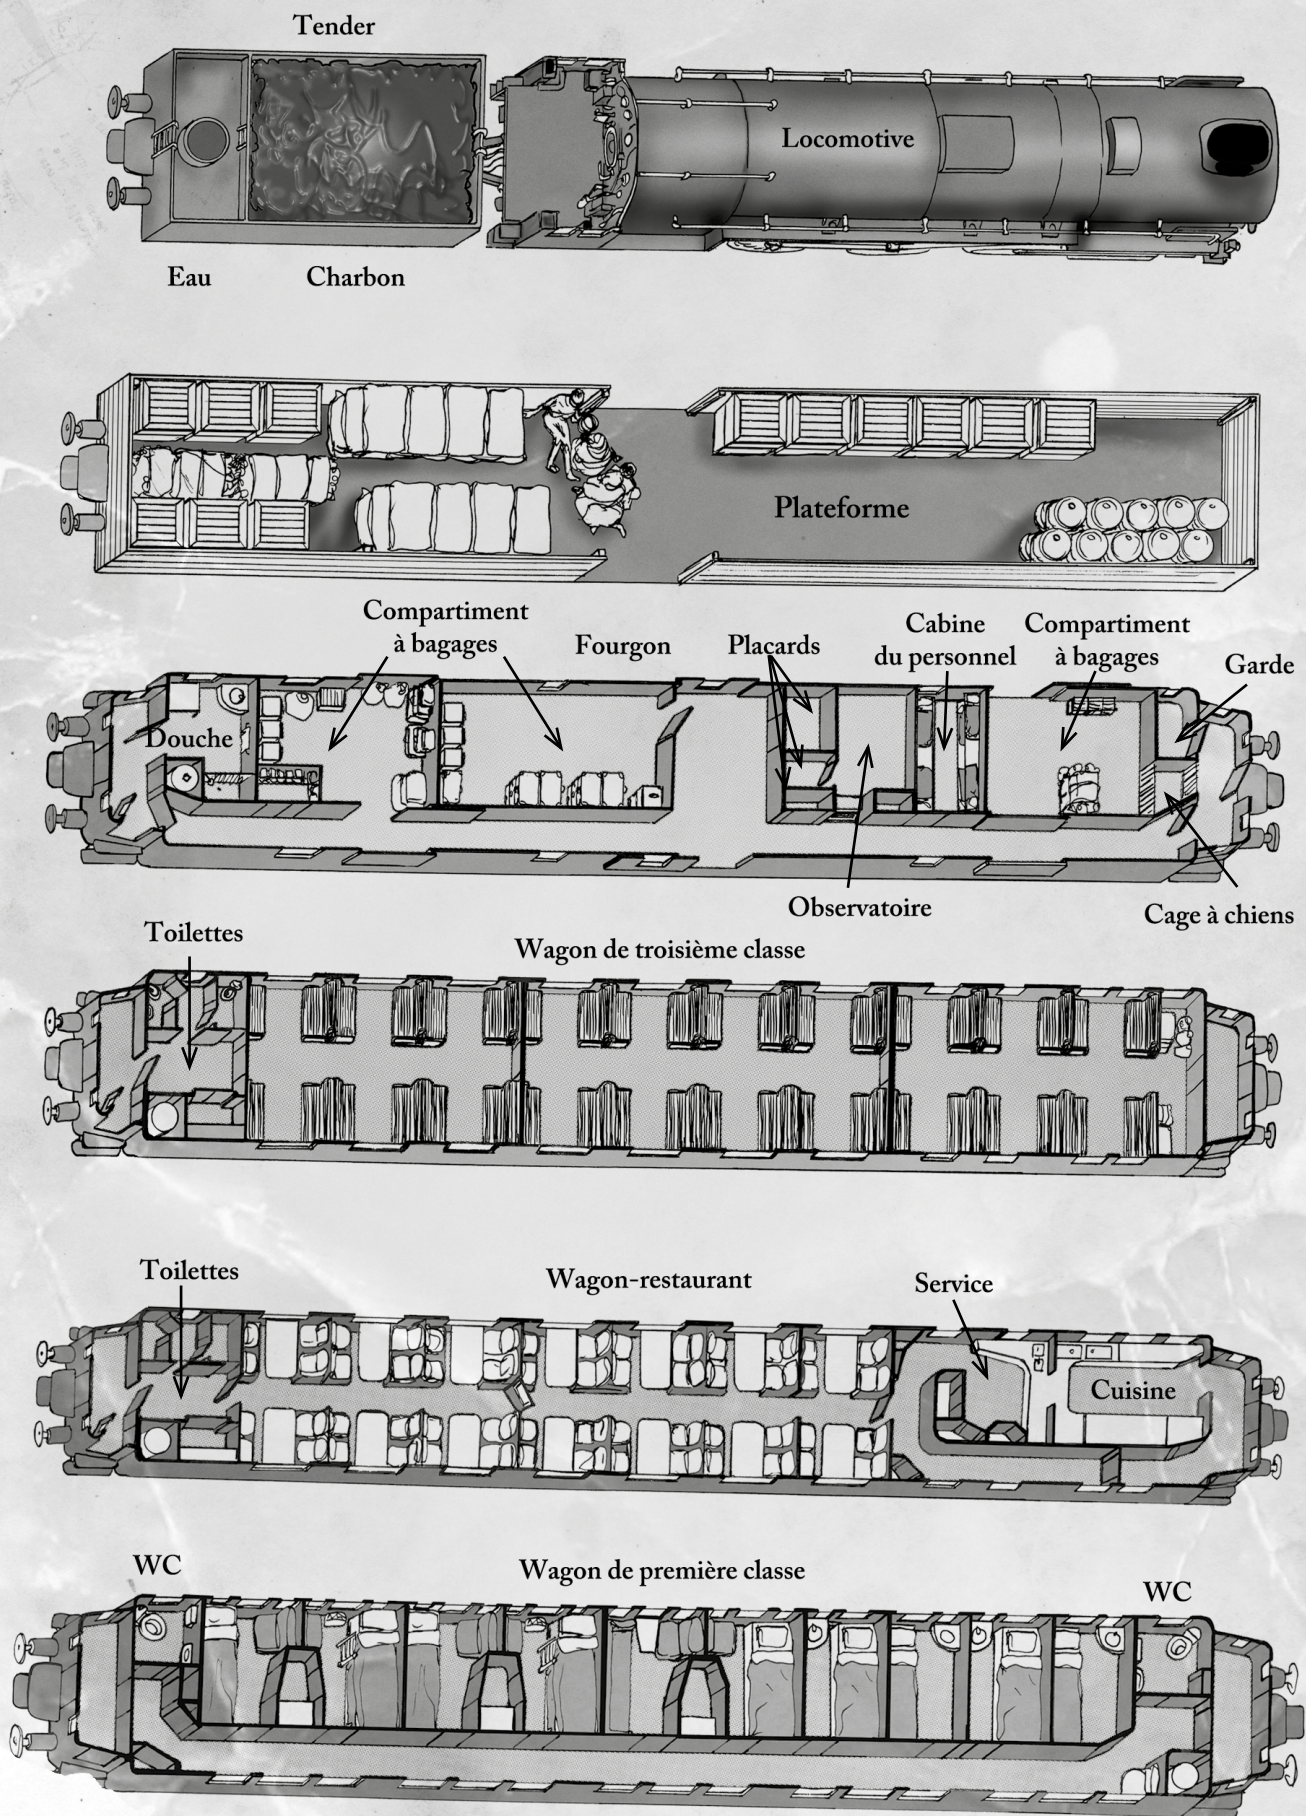 Tender
Locomotive
Eau
Charbon
Plateforme
Compartiment
à bagages
Fourgon
Placards
Cabine
du personnel
Compartiment
à bagages
Garde
Douche
Observatoire
Cage à chiens
Toilettes
Wagon de troisième classe
Toilettes
Wagon-restaurant
Service
Cuisine
WC
Wagon de première classe
WC